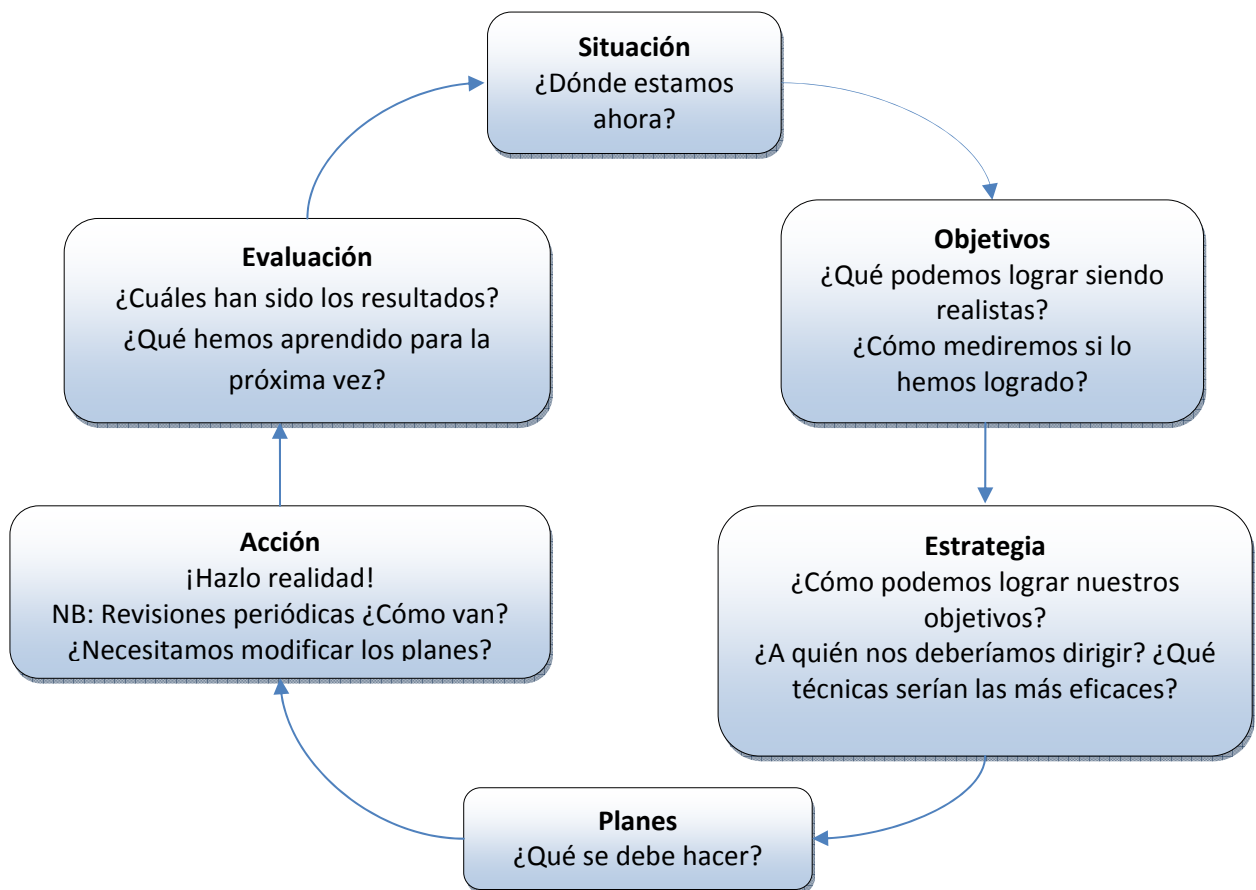 Situación
¿Dónde estamos
ahora?
Objetivos
¿Qué podemos lograr siendo
realistas?
¿Cómo mediremos si lo
hemos logrado?
Estrategia
¿Cómo podemos lograr nuestros
objetivos?
¿A quién nos deberíamos dirigir? ¿Qué
técnicas serían las más eficaces?
Planes
¿Qué se debe hacer?
Acción
¡Hazlo realidad!
NB: Revisiones periódicas ¿Cómo van?
¿Necesitamos modificar los planes?
Evaluación
¿Cuáles han sido los resultados?
¿Qué hemos aprendido para la
próxima vez?